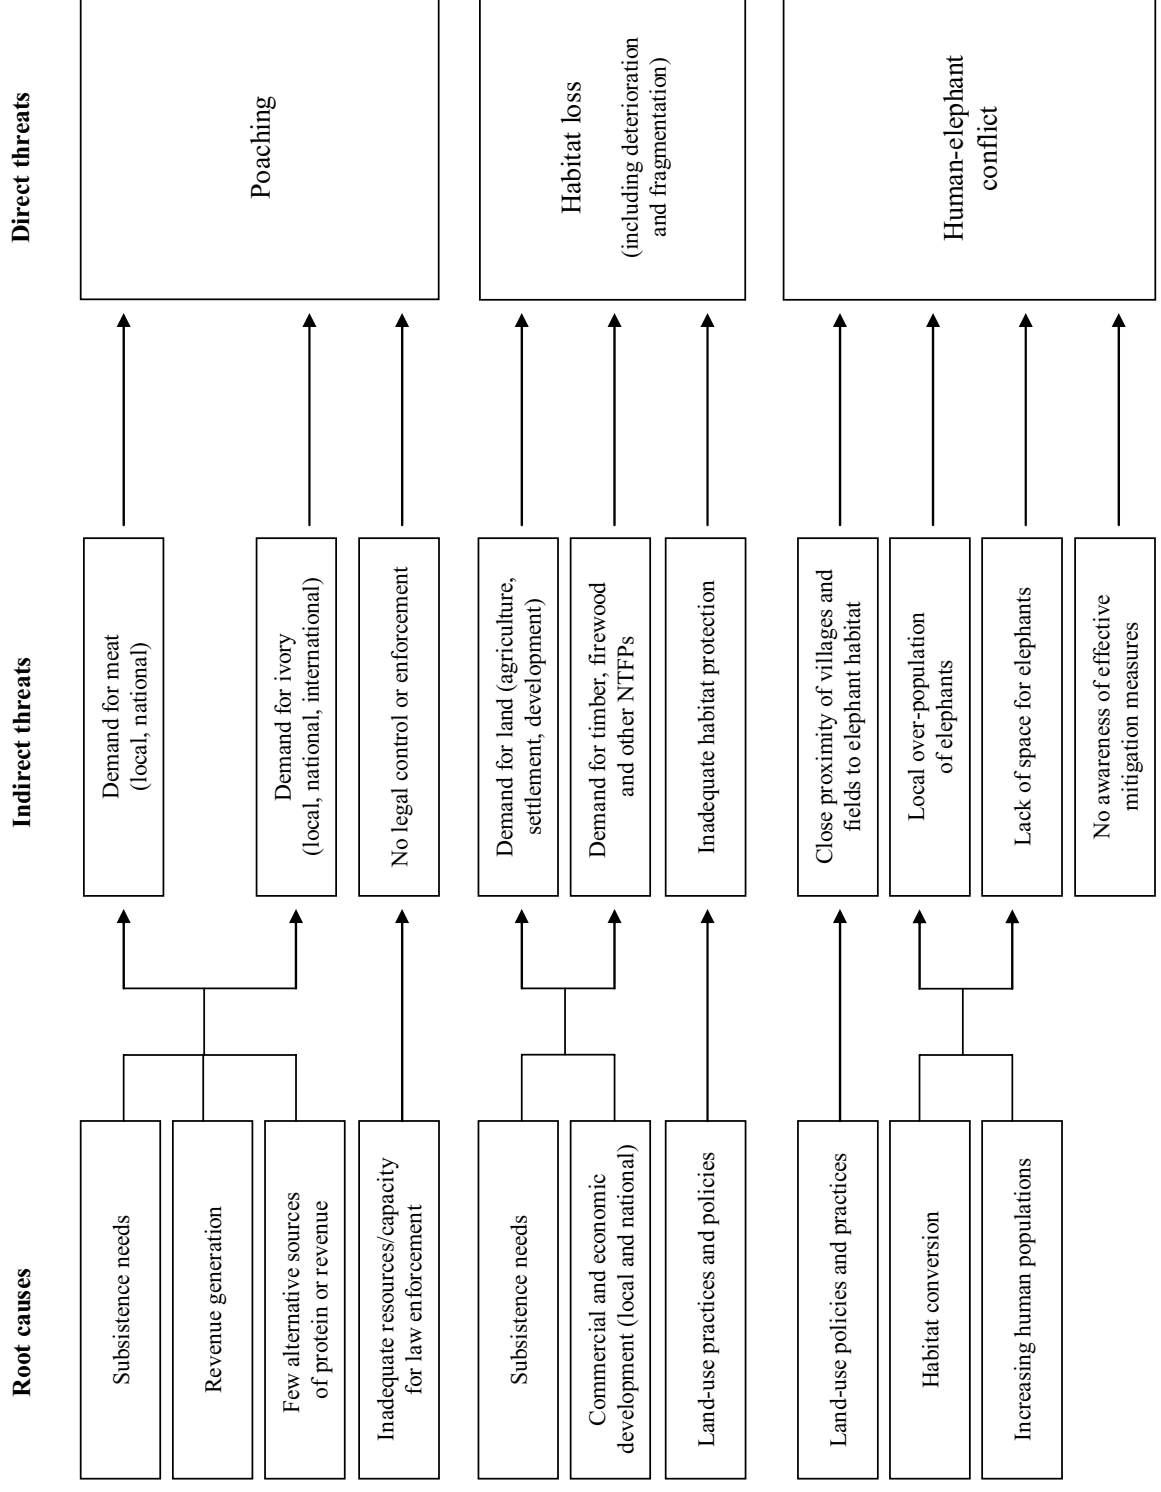 Root causes
Indirect threats
Direct threats
Subsistence needs
Revenue generation
Few alternative sources
of protein or revenue
Inadequate resources/capacity
for law enforcement
Demand for meat
(local, national)
Demand for ivory
(local, national, international)
No legal control or enforcement
Poaching
Subsistence needs
Commercial and economic
development (local and national)
Land-use practices and policies
Demand for land (agriculture,
settlement, development)
Demand for timber, firewood
and other NTFPs
Inadequate habitat protection
Habitat loss
(including deterioration
and fragmentation)
Land-use policies and practices
Habitat conversion
Increasing human populations
Close proximity of villages and
fields to elephant habitat
Local over-population
of elephants
Lack of space for elephants
No awareness of effective
mitigation measures
Human-elephant
conflict